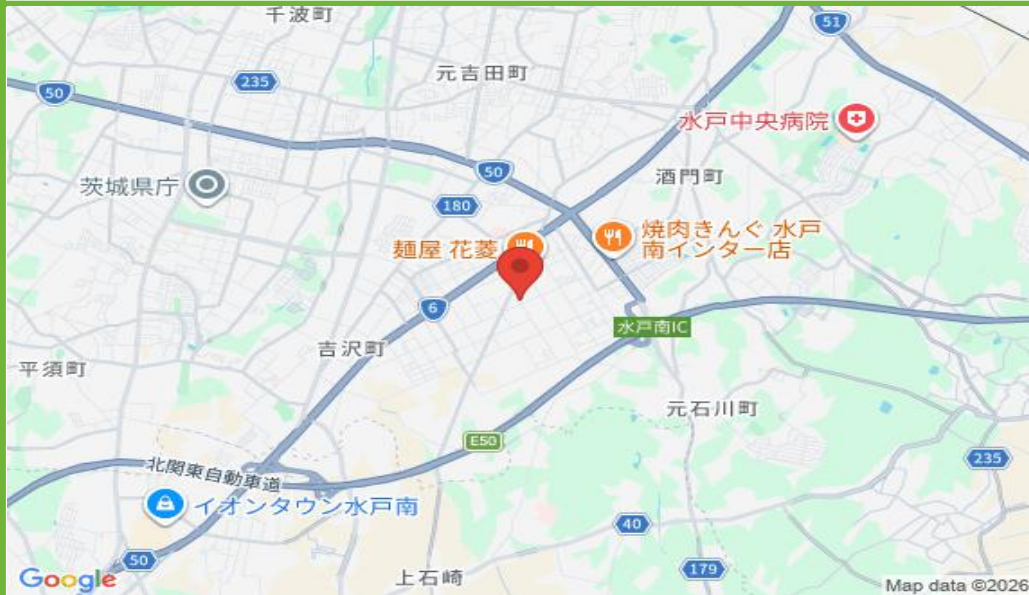 千波町
51
元吉田町
235
50
水戸中央病院
50
酒門町
茨城県庁
180
焼肉きんぐ 水戸
南インター店
麺屋 花菱
6
水戸南IC
吉沢町
平須町
元石川町
E50
235
北関東自動車道
イオンタウン水戸南
40
50
179
上石崎
Google
Map data ©2026